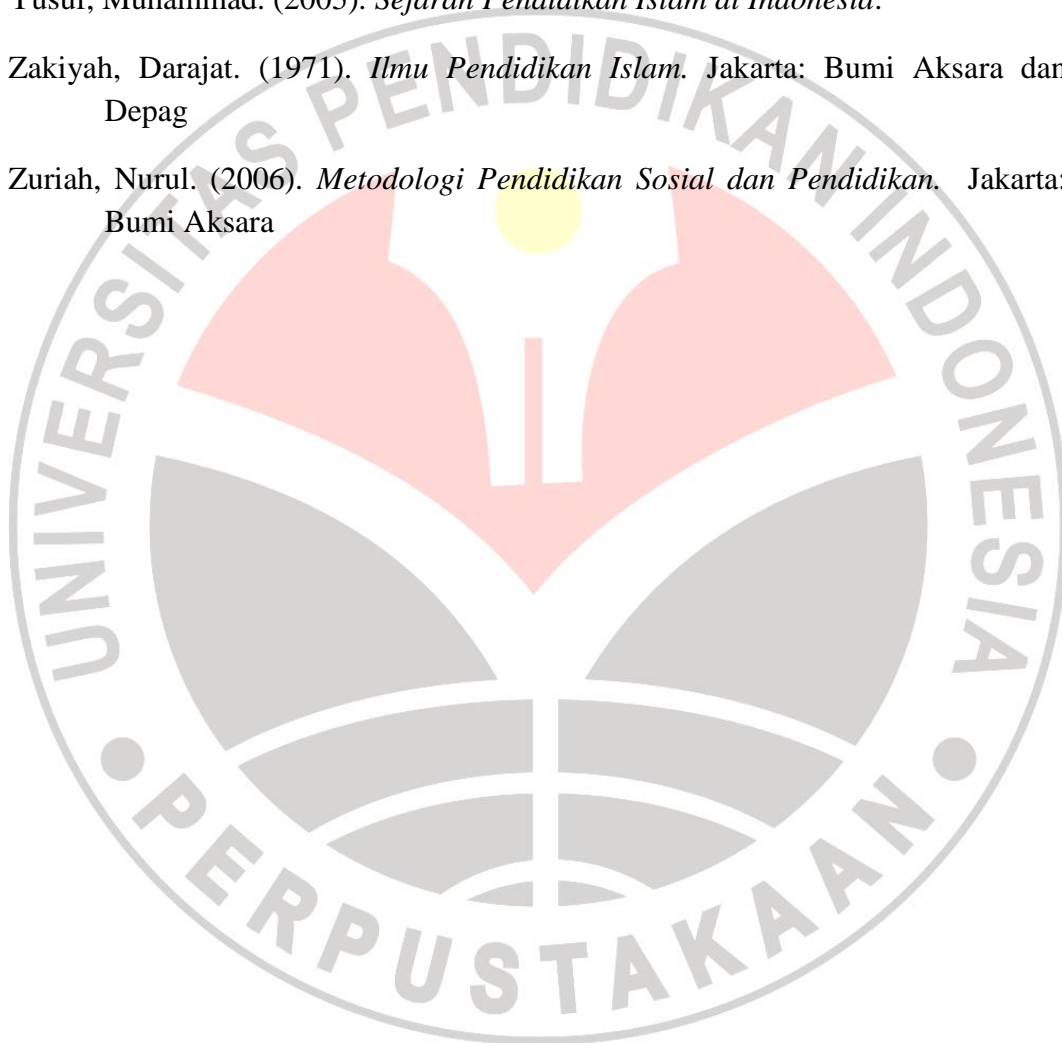 Yusuf, Muhammad. (2005). Sejarah Pendidikan Islam di Indonesia.
Zakiyah, Darajat. (1971). Ilmu Pendidikan Islam. Jakarta: Bumi Aksara dan
Depag
Zuriah, Nurul. (2006). Metodologi Pendidikan Sosial dan Pendidikan. Jakarta:
Bumi Aksara
UNIVERSITAS PENDIDIKAN INDONESIA
PERPUSTAKAAN